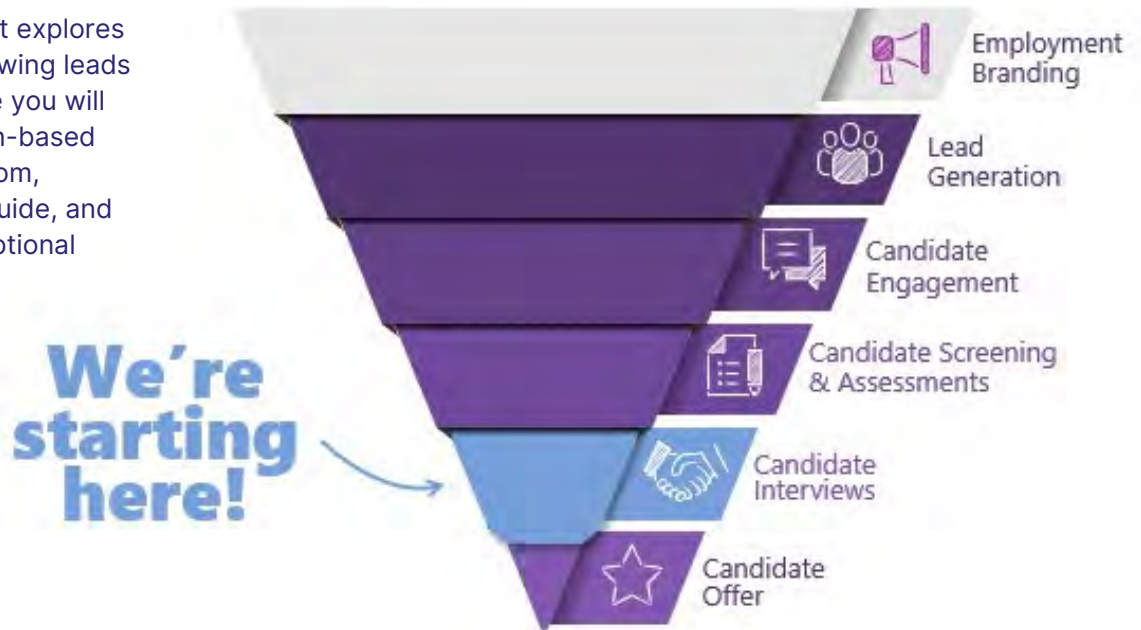 t explores
wing leads
e you will
n-based
om,
uide, and
otional
Employment
Branding
Lead
Generation
Candidate
Engagement
Candidate Screening
& Assessments
We're
starting
here!
Candidate
Interviews
Candidate
Offer